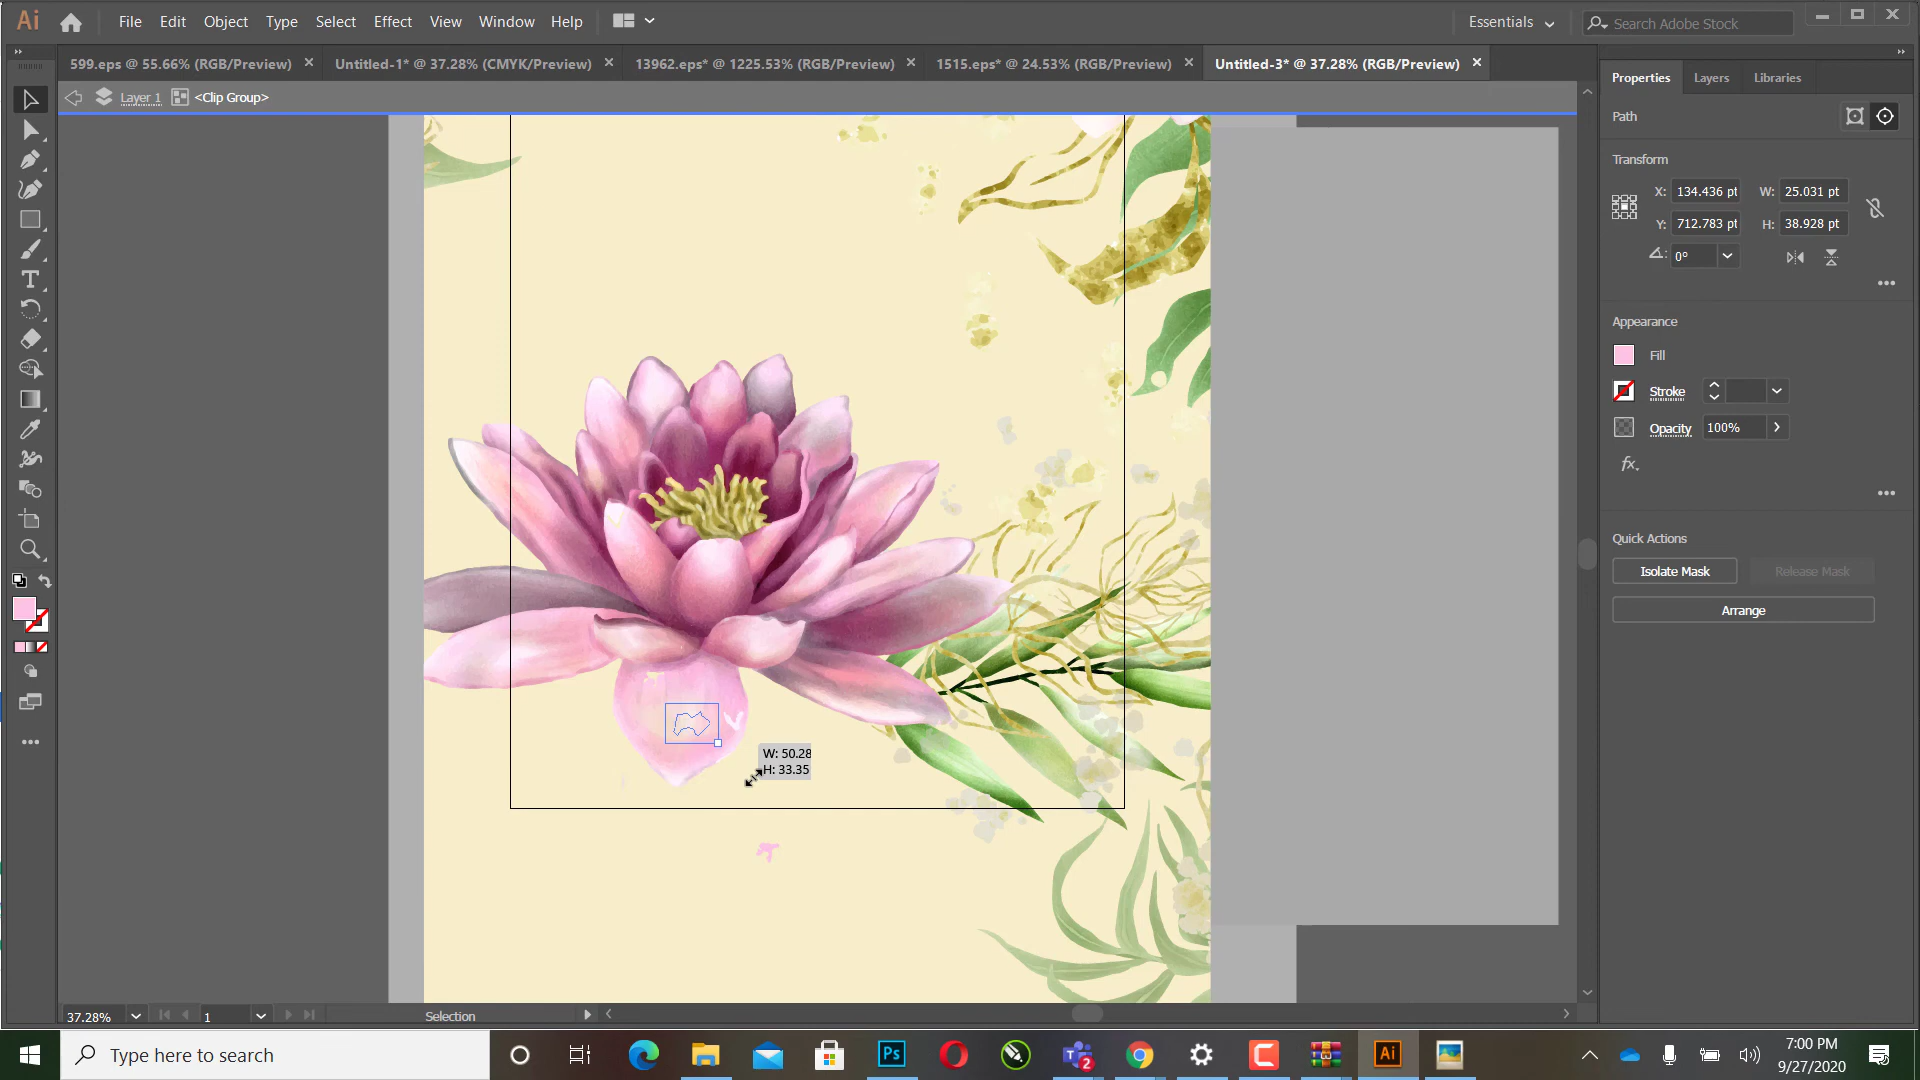 Ai File Edit Object Type Select Effect View Window Help Essentials Search Adobe Stock
599.eps @ 55.66% (RGB/Preview) Untitled-1* @ 37.28% (CMYK/Preview) 13962.eps* @ 1225.53% (RGB/Preview) 1515.eps* @ 24.53% (RGB/Preview) Untitled-3* @ 37.28% (RGB/Preview)
Layer 1 <Clip Group>
Properties Layers Libraries
Path
Transform
X: 134.436 pt W: 25.031 pt
Y: 712.783 pt H: 38.928 pt
0°
Appearance
Fill
Stroke
Opacity 100%
fx.
Quick Actions
Isolate Mask Release Mask
Arrange
W: 50.28
H: 33.35
37.28% 1 Selection
Type here to search
Ps
2
Ai
7:00 PM
9/27/2020